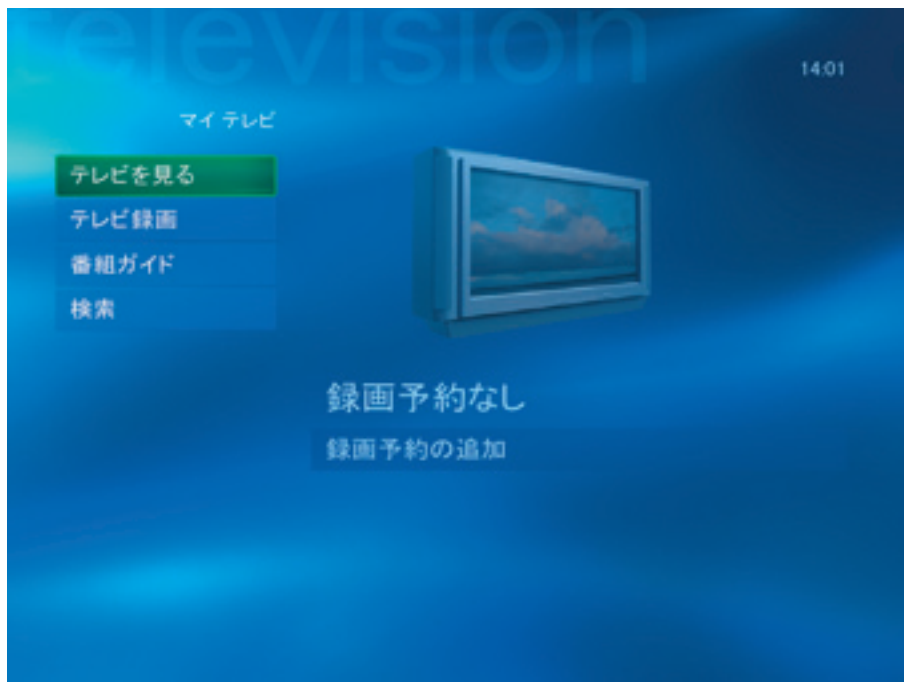 television
14:01
マイ テレビ
テレビを見る
テレビ録画
番組ガイド
検索
録画予約なし
録画予約の追加